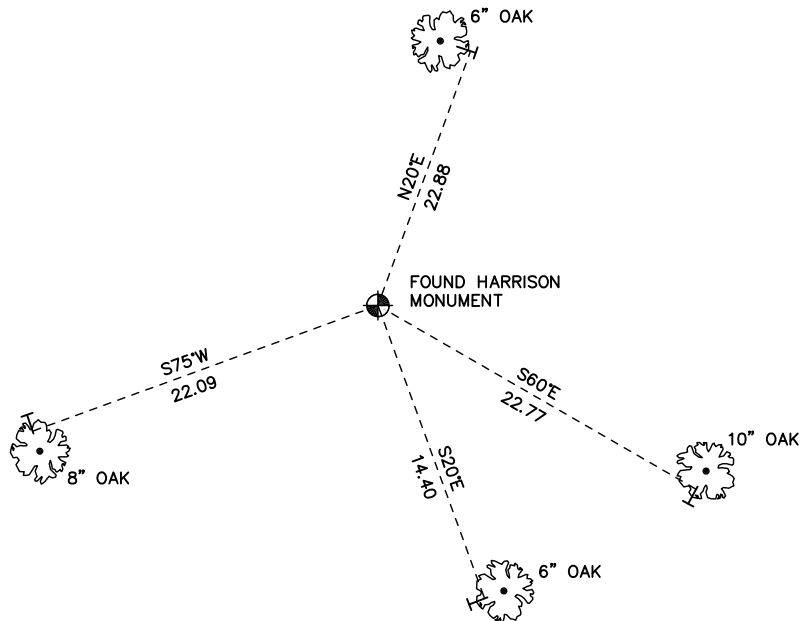 6” OAK
N20°E
22.88
FOUND HARRISON
MONUMENT
S75°W
22.09
S60°E
22.77
10” OAK
8” OAK
S20°E
14.40
6” OAK